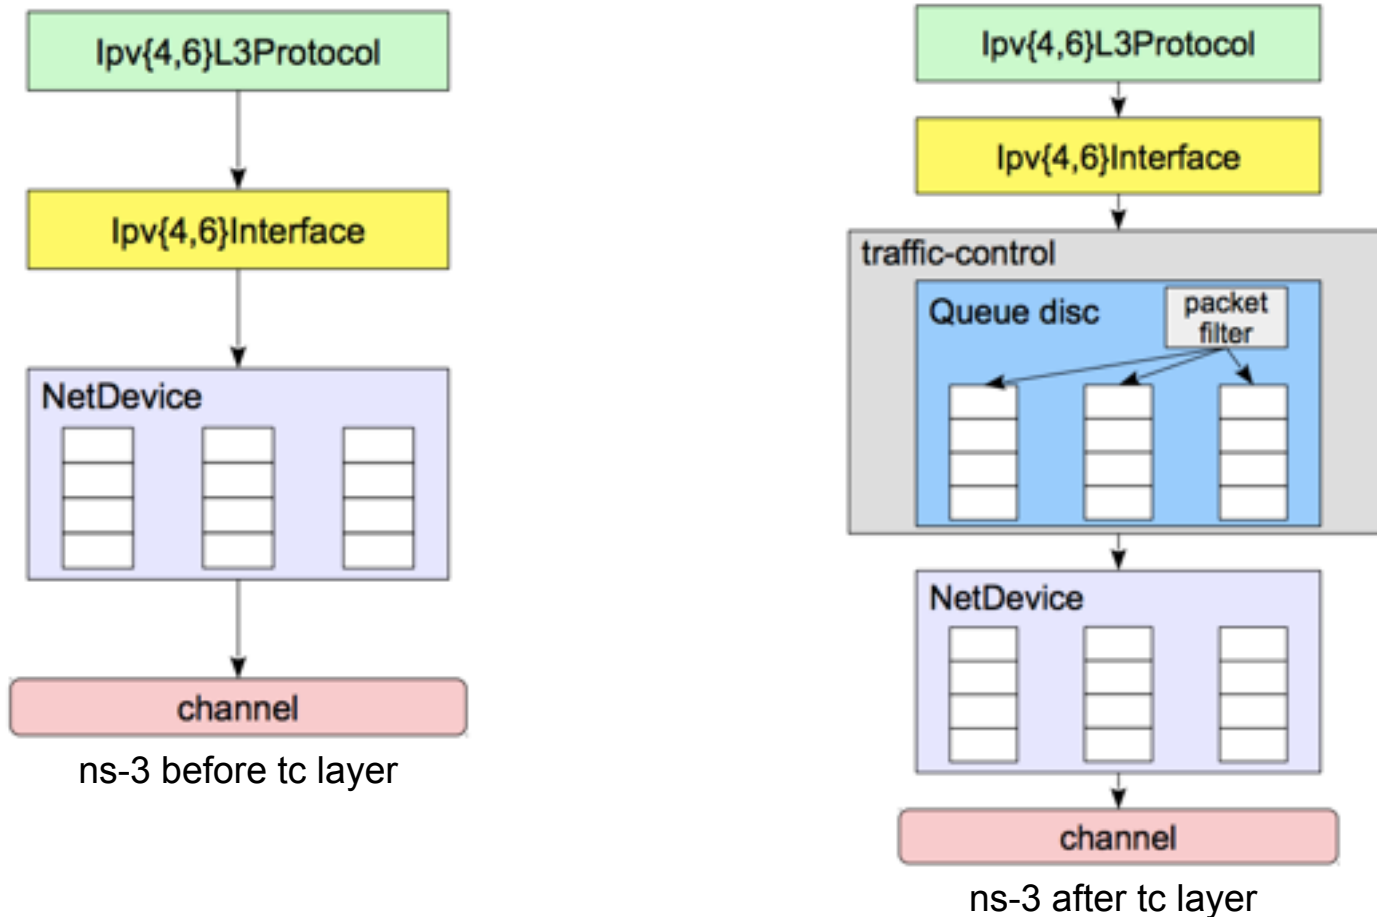 Ipv{4,6}L3Protocol
Ipv{4,6}Interface
NetDevice
channel
ns-3 before tc layer
Ipv{4,6}L3Protocol
Ipv{4,6}Interface
traffic-control
Queue disc
packet
filter
NetDevice
channel
ns-3 after tc layer